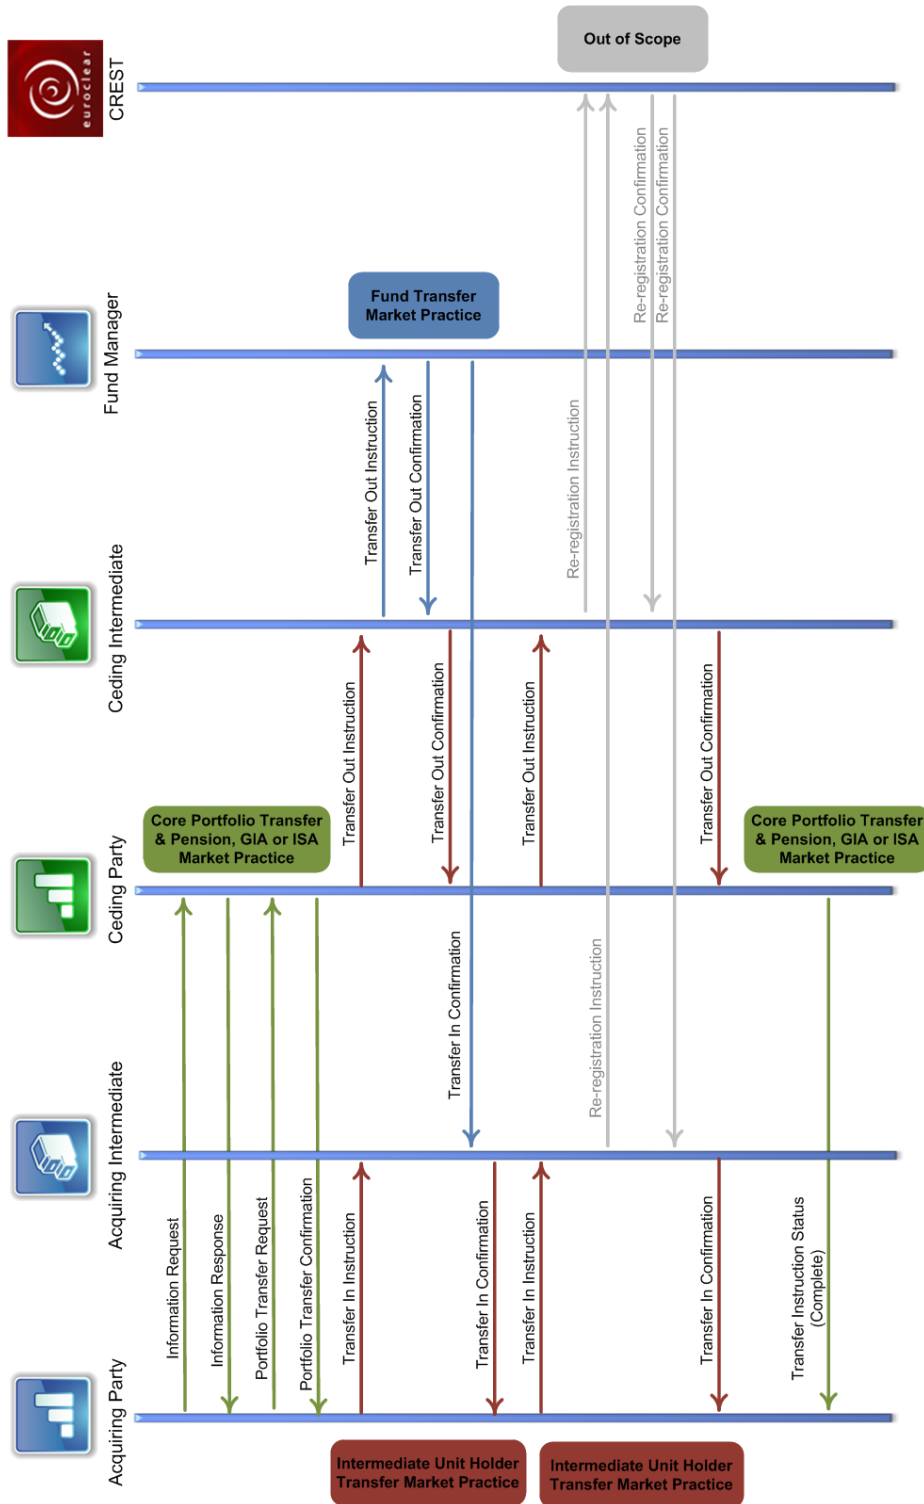 Acquiring Party
Acquiring Intermediate
Ceding Party
Ceding Intermediate
Fund Manager
CREST
euroclear
Core Portfolio Transfer
& Pension, GIA or ISA
Market Practice
Information Request
Information Response
Portfolio Transfer Request
Portfolio Transfer Confirmation
Intermediate Unit Holder
Transfer Market Practice
Transfer In Instruction
Transfer Out Instruction
Fund Transfer
Market Practice
Transfer Out Instruction
Transfer Out Confirmation
Transfer Out Confirmation
Transfer In Confirmation
Transfer In Confirmation
Intermediate Unit Holder
Transfer Market Practice
Transfer In Instruction
Transfer Out Instruction
Out of Scope
Re-registration Instruction
Re-registration Instruction
Re-registration Confirmation
Re-registration Confirmation
Transfer In Confirmation
Transfer Out Confirmation
Core Portfolio Transfer
& Pension, GIA or ISA
Market Practice
Transfer Instruction Status
(Complete)